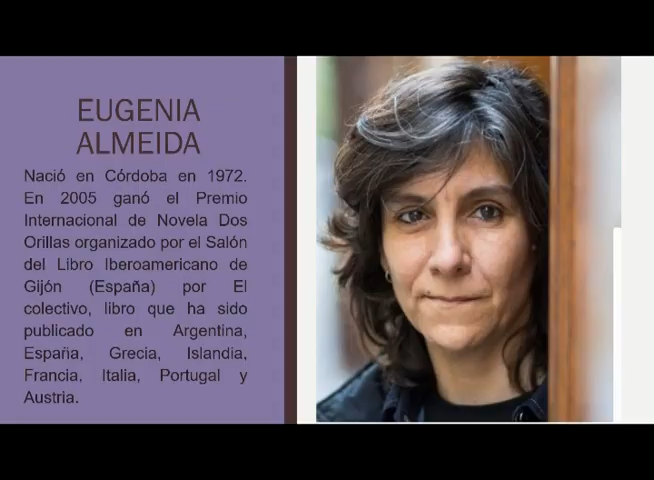 EUGENIA
ALMEIDA
Nació en Córdoba en 1972.
En 2005 ganó el Premio
Internacional de Novela Dos
Orillas organizado por el Salón
del Libro Iberoamericano de
Gijón (España) por El
colectivo, libro que ha sido
publicado en Argentina,
España, Grecia, Islandia,
Francia, Italia, Portugal y
Austria.